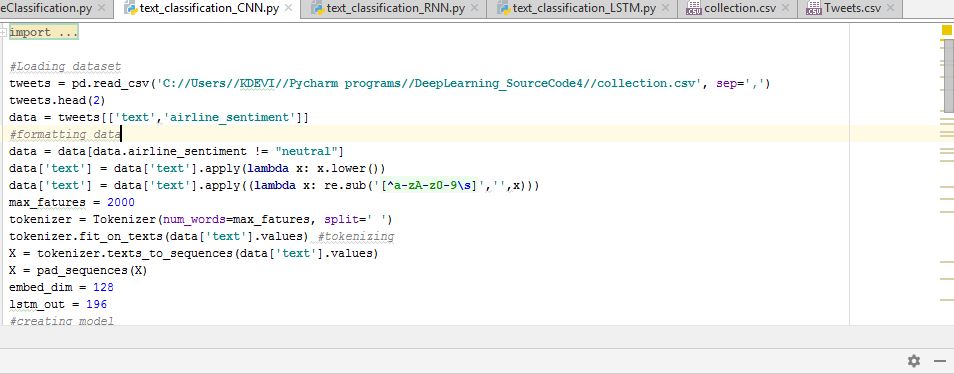 eClassification.py text_classification_CNN.py text_classification_RNN.py text_classification_LSTM.py collection.csv Tweets.csv
import ...
#Loading dataset
tweets = pd.read_csv('C://Users//KDEVI//Pycharm programs//DeepLearning_SourceCode4//collection.csv', sep=',')
tweets.head(2)
data = tweets[['text','airline_sentiment']]
#formatting data
data = data[data.airline_sentiment != "neutral"]
data['text'] = data['text'].apply(lambda x: x.lower())
data['text'] = data['text'].apply((lambda x: re.sub('[^a-zA-z0-9\s]','',x)))
max_fatures = 2000
tokenizer = Tokenizer(num_words=max_fatures, split=' ')
tokenizer.fit_on_texts(data['text'].values) #tokenizing
X = tokenizer.texts_to_sequences(data['text'].values)
X = pad_sequences(X)
embed_dim = 128
lstm_out = 196
#creating model